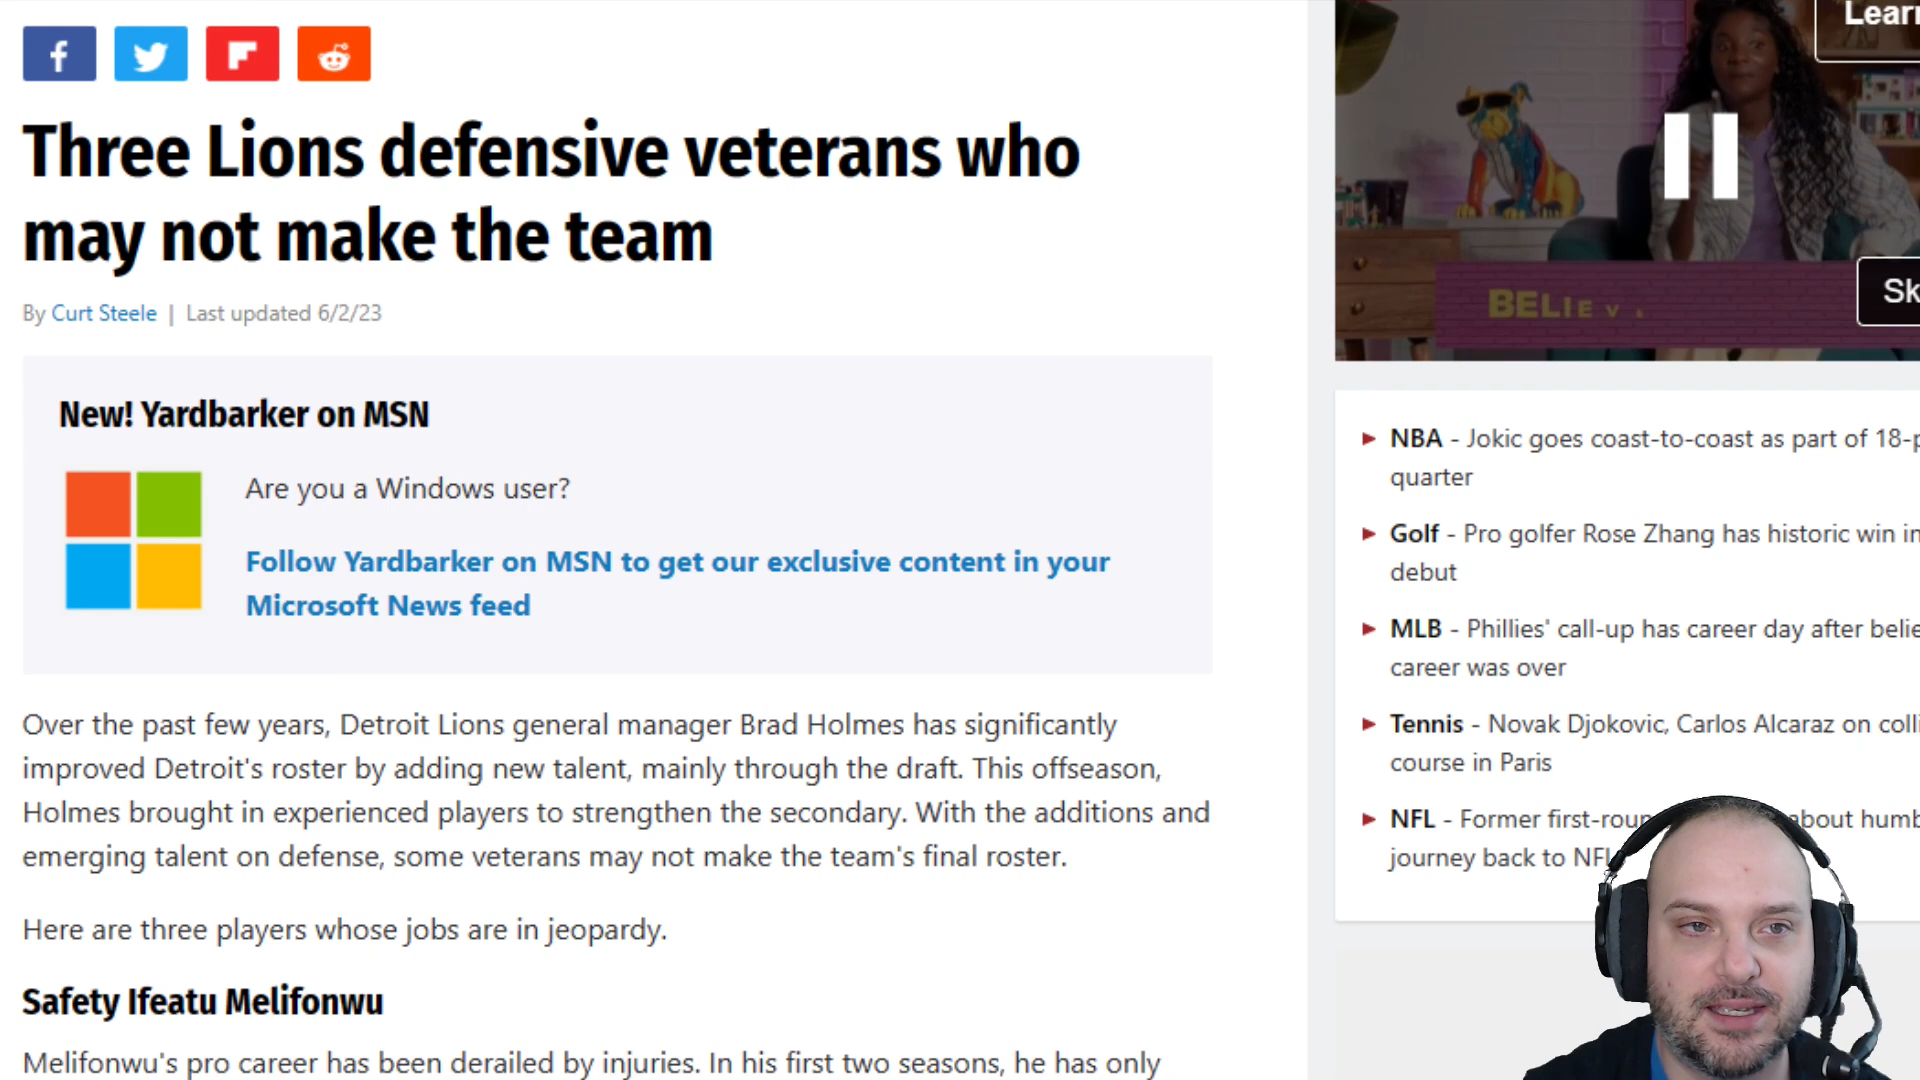 Three Lions defensive veterans who
may not make the team
By Curt Steele | Last updated 6/2/23
New! Yardbarker on MSN
Are you a Windows user?
Follow Yardbarker on MSN to get our exclusive content in your
Microsoft News feed
Over the past few years, Detroit Lions general manager Brad Holmes has significantly
improved Detroit's roster by adding new talent, mainly through the draft. This offseason,
Holmes brought in experienced players to strengthen the secondary. With the additions and
emerging talent on defense, some veterans may not make the team's final roster.
Here are three players whose jobs are in jeopardy.
Safety Ifeatu Melifonwu
Melifonwu's pro career has been derailed by injuries. In his first two seasons, he has only
Learn
Sk
BELIEV
NBA - Jokic goes coast-to-coast as part of 18-p
quarter
Golf - Pro golfer Rose Zhang has historic win in
debut
MLB - Phillies' call-up has career day after belie
career was over
Tennis - Novak Djokovic, Carlos Alcaraz on colli
course in Paris
NFL - Former first-roun about humb
journey back to NFL